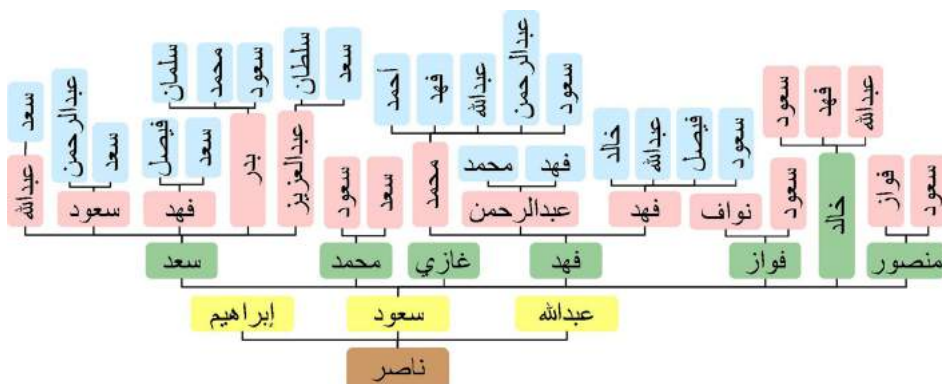 سعود
عبدالرحمن
عبدالله
فهد
أحمد
سعد
سلطان
سعود
محمد
سلمان
عبدالله
فهد
سعود
سعود
فيصل
عبدالله
خالد
فهد
محمد
سعد
فيصل
سعد
عبدالرحمن
سعد
سعود
فواز
خالد
سعود
نواف
فهد
عبدالرحمن
محمد
سعد
سعود
عبدالعزيز
بدر
فهد
سعود
عبدالله
منصور
فواز
فهد
غازي
محمد
سعد
عبدالله
سعود
إبراهيم
ناصر